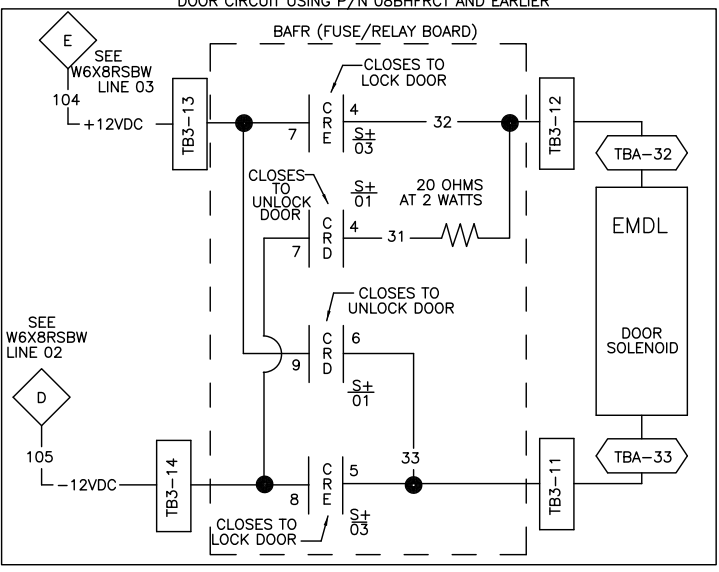 DOOR CIRCUIT USING P/N 08BHFRCT AND EARLIER
BAFR (FUSE/RELAY BOARD)
E
SEE
W6X8RSBW
LINE 03
104
+12VDC
TB3-13
CLOSES TO
LOCK DOOR
7
CRE
4
S+
03
32
TB3-12
TBA-32
CLOSES
TO
UNLOCK
DOOR
S+
01
20 OHMS
AT 2 WATTS
7
CRD
4
31
EMDL
DOOR
SOLENOID
CLOSES TO
UNLOCK DOOR
9
CRD
6
S+
01
SEE
W6X8RSBW
LINE 02
D
105
-12VDC
TB3-14
8
CRE
5
S+
03
33
CLOSES TO
LOCK DOOR
TB3-11
TBA-33